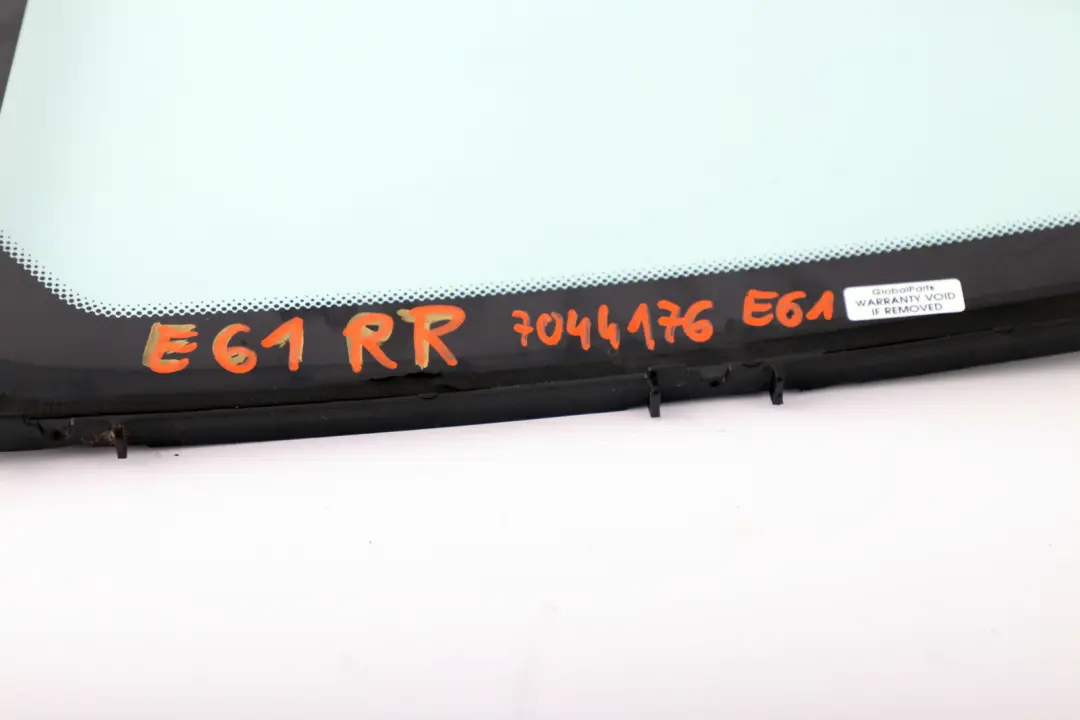 E61 RR 7044176 E61
GlobalParts
WARRANTY VOID
IF REMOVED